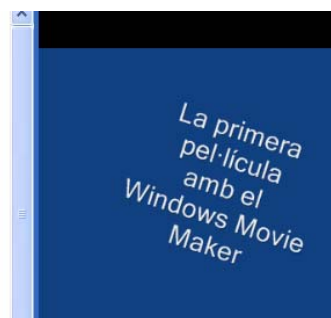 La primera
pel·lícula
amb el
Windows Movie
Maker